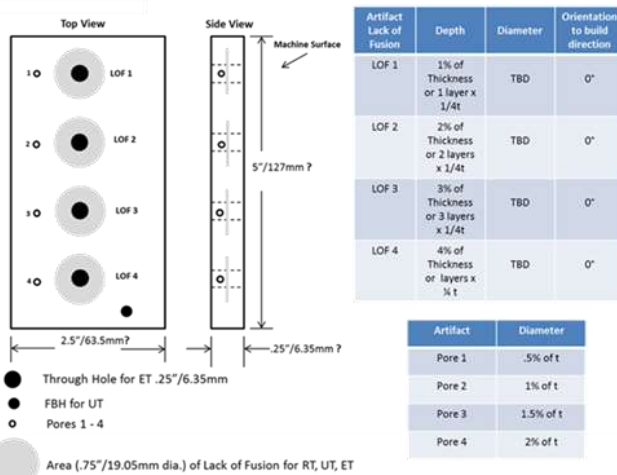 Top View
Side View
Machine Surface
1
LOF 1
2
LOF 2
3
LOF 3
4
LOF 4
5"/127mm ?
2.5"/63.5mm?
.25"/6.35mm ?
Through Hole for ET .25"/6.35mm
FBH for UT
Pores 1 - 4
Area (.75"/19.05mm dia.) of Lack of Fusion for RT, UT, ET
Artifact Lack of Fusion
Depth
Diameter
Orientation to build direction
LOF 1
1% of
Thickness
or 1 layer x
1/4t
TBD
0°
LOF 2
2% of
Thickness
or 2 layers
x 1/4t
TBD
0°
LOF 3
3% of
Thickness
or 3 layers
x 1/4t
TBD
0°
LOF 4
4% of
Thickness
or layers x
¼ t
TBD
0°
Artifact
Diameter
Pore 1
.5% of t
Pore 2
1% of t
Pore 3
1.5% of t
Pore 4
2% of t